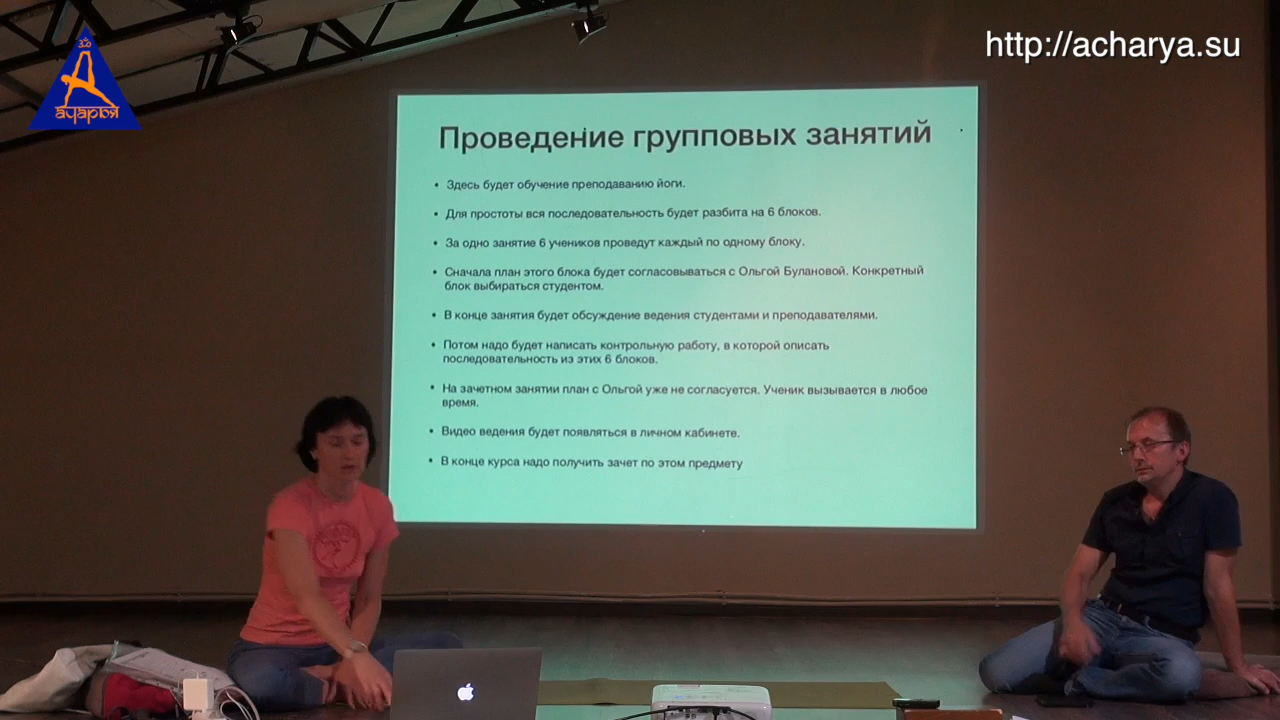 http://acharya.su
ॐ
ачарья
Проведение групповых занятий
• Здесь будет обучение преподаванию йоги.
• Для простоты вся последовательность будет разбита на 6 блоков.
• За одно занятие 6 учеников проведут каждый по одному блоку.
• Сначала план этого блока будет согласовываться с Ольгой Булановой. Конкретный
блок выбираться студентом.
• В конце занятия будет обсуждение ведения студентами и преподавателями.
• Потом надо будет написать контрольную работу, в которой описать
последовательность из этих 6 блоков.
• На зачетном занятии план с Ольгой уже не согласуется. Ученик вызывается в любое
время.
• Видео ведения будет появляться в личном кабинете.
• В конце курса надо получить зачет по этом предмету